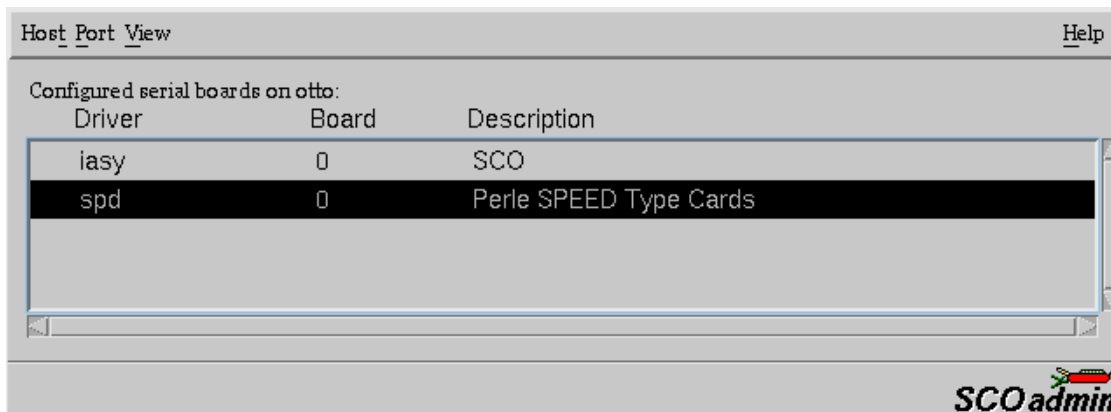 Host Port View Help
Configured serial boards on otto:
Driver Board Description
iasy 0 SCO
spd 0 Perle SPEED Type Cards
SCOadmin